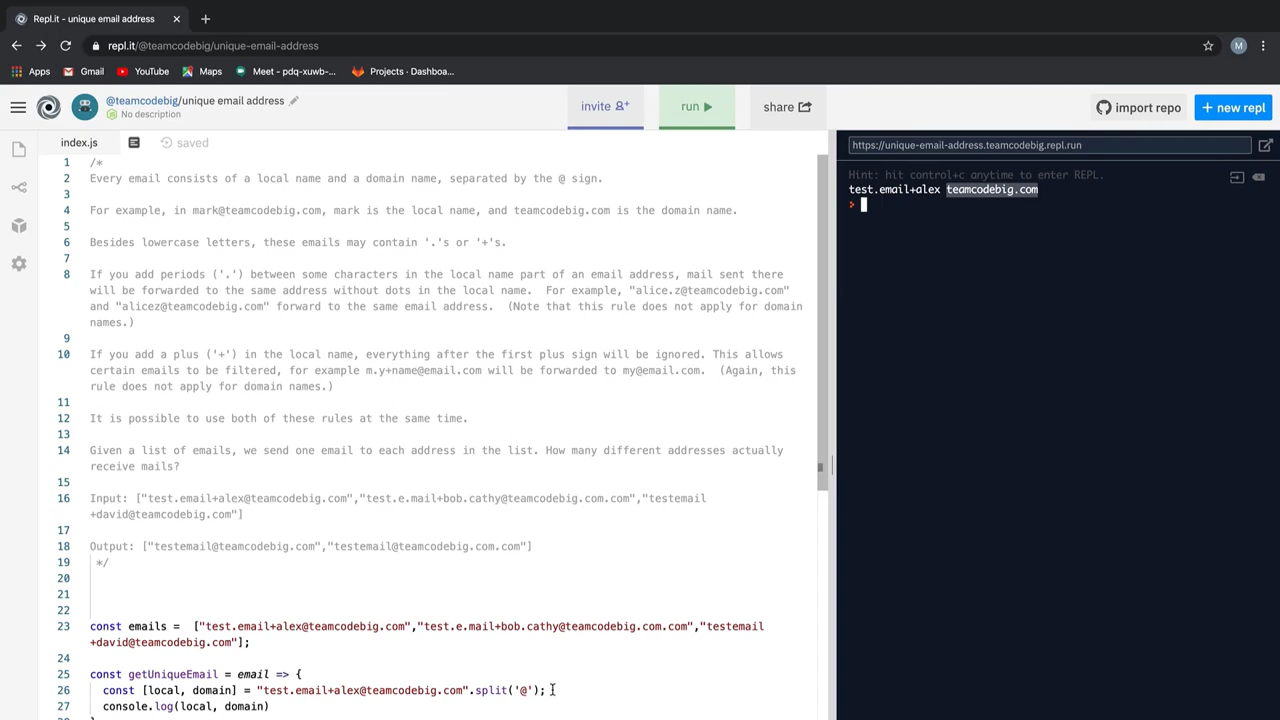 Repl.it - unique email address
repl.it/@teamcodebig/unique-email-address
M
Apps Gmail YouTube Maps Meet - pdq-xuwb-... Projects · Dashboa...
@teamcodebig/unique email address
No description
invite
run
share
import repo
+ new repl
index.js
saved
https://unique-email-address.teamcodebig.repl.run
Hint: hit control+c anytime to enter REPL.
test.email+alex teamcodebig.com
>
1 /*
2 Every email consists of a local name and a domain name, separated by the @ sign.
3
4 For example, in mark@teamcodebig.com, mark is the local name, and teamcodebig.com is the domain name.
5
6 Besides lowercase letters, these emails may contain '.'s or '+'s.
7
8 If you add periods ('.') between some characters in the local name part of an email address, mail sent there
will be forwarded to the same address without dots in the local name.  For example, "alice.z@teamcodebig.com"
and "alicez@teamcodebig.com" forward to the same email address.  (Note that this rule does not apply for domain
names.)
9
10 If you add a plus ('+') in the local name, everything after the first plus sign will be ignored. This allows
certain emails to be filtered, for example m.y+name@email.com will be forwarded to my@email.com.  (Again, this
rule does not apply for domain names.)
11
12 It is possible to use both of these rules at the same time.
13
14 Given a list of emails, we send one email to each address in the list. How many different addresses actually
receive mails?
15
16 Input: ["test.email+alex@teamcodebig.com","test.e.mail+bob.cathy@teamcodebig.com.com","testemail
+david@teamcodebig.com"]
17
18 Output: ["testemail@teamcodebig.com","testemail@teamcodebig.com.com"]
19 */
20
21
22
23 const emails =  ["test.email+alex@teamcodebig.com","test.e.mail+bob.cathy@teamcodebig.com.com","testemail
+david@teamcodebig.com"];
24
25 const getUniqueEmail = email => {
26 const [local, domain] = "test.email+alex@teamcodebig.com".split('@');
27 console.log(local, domain)